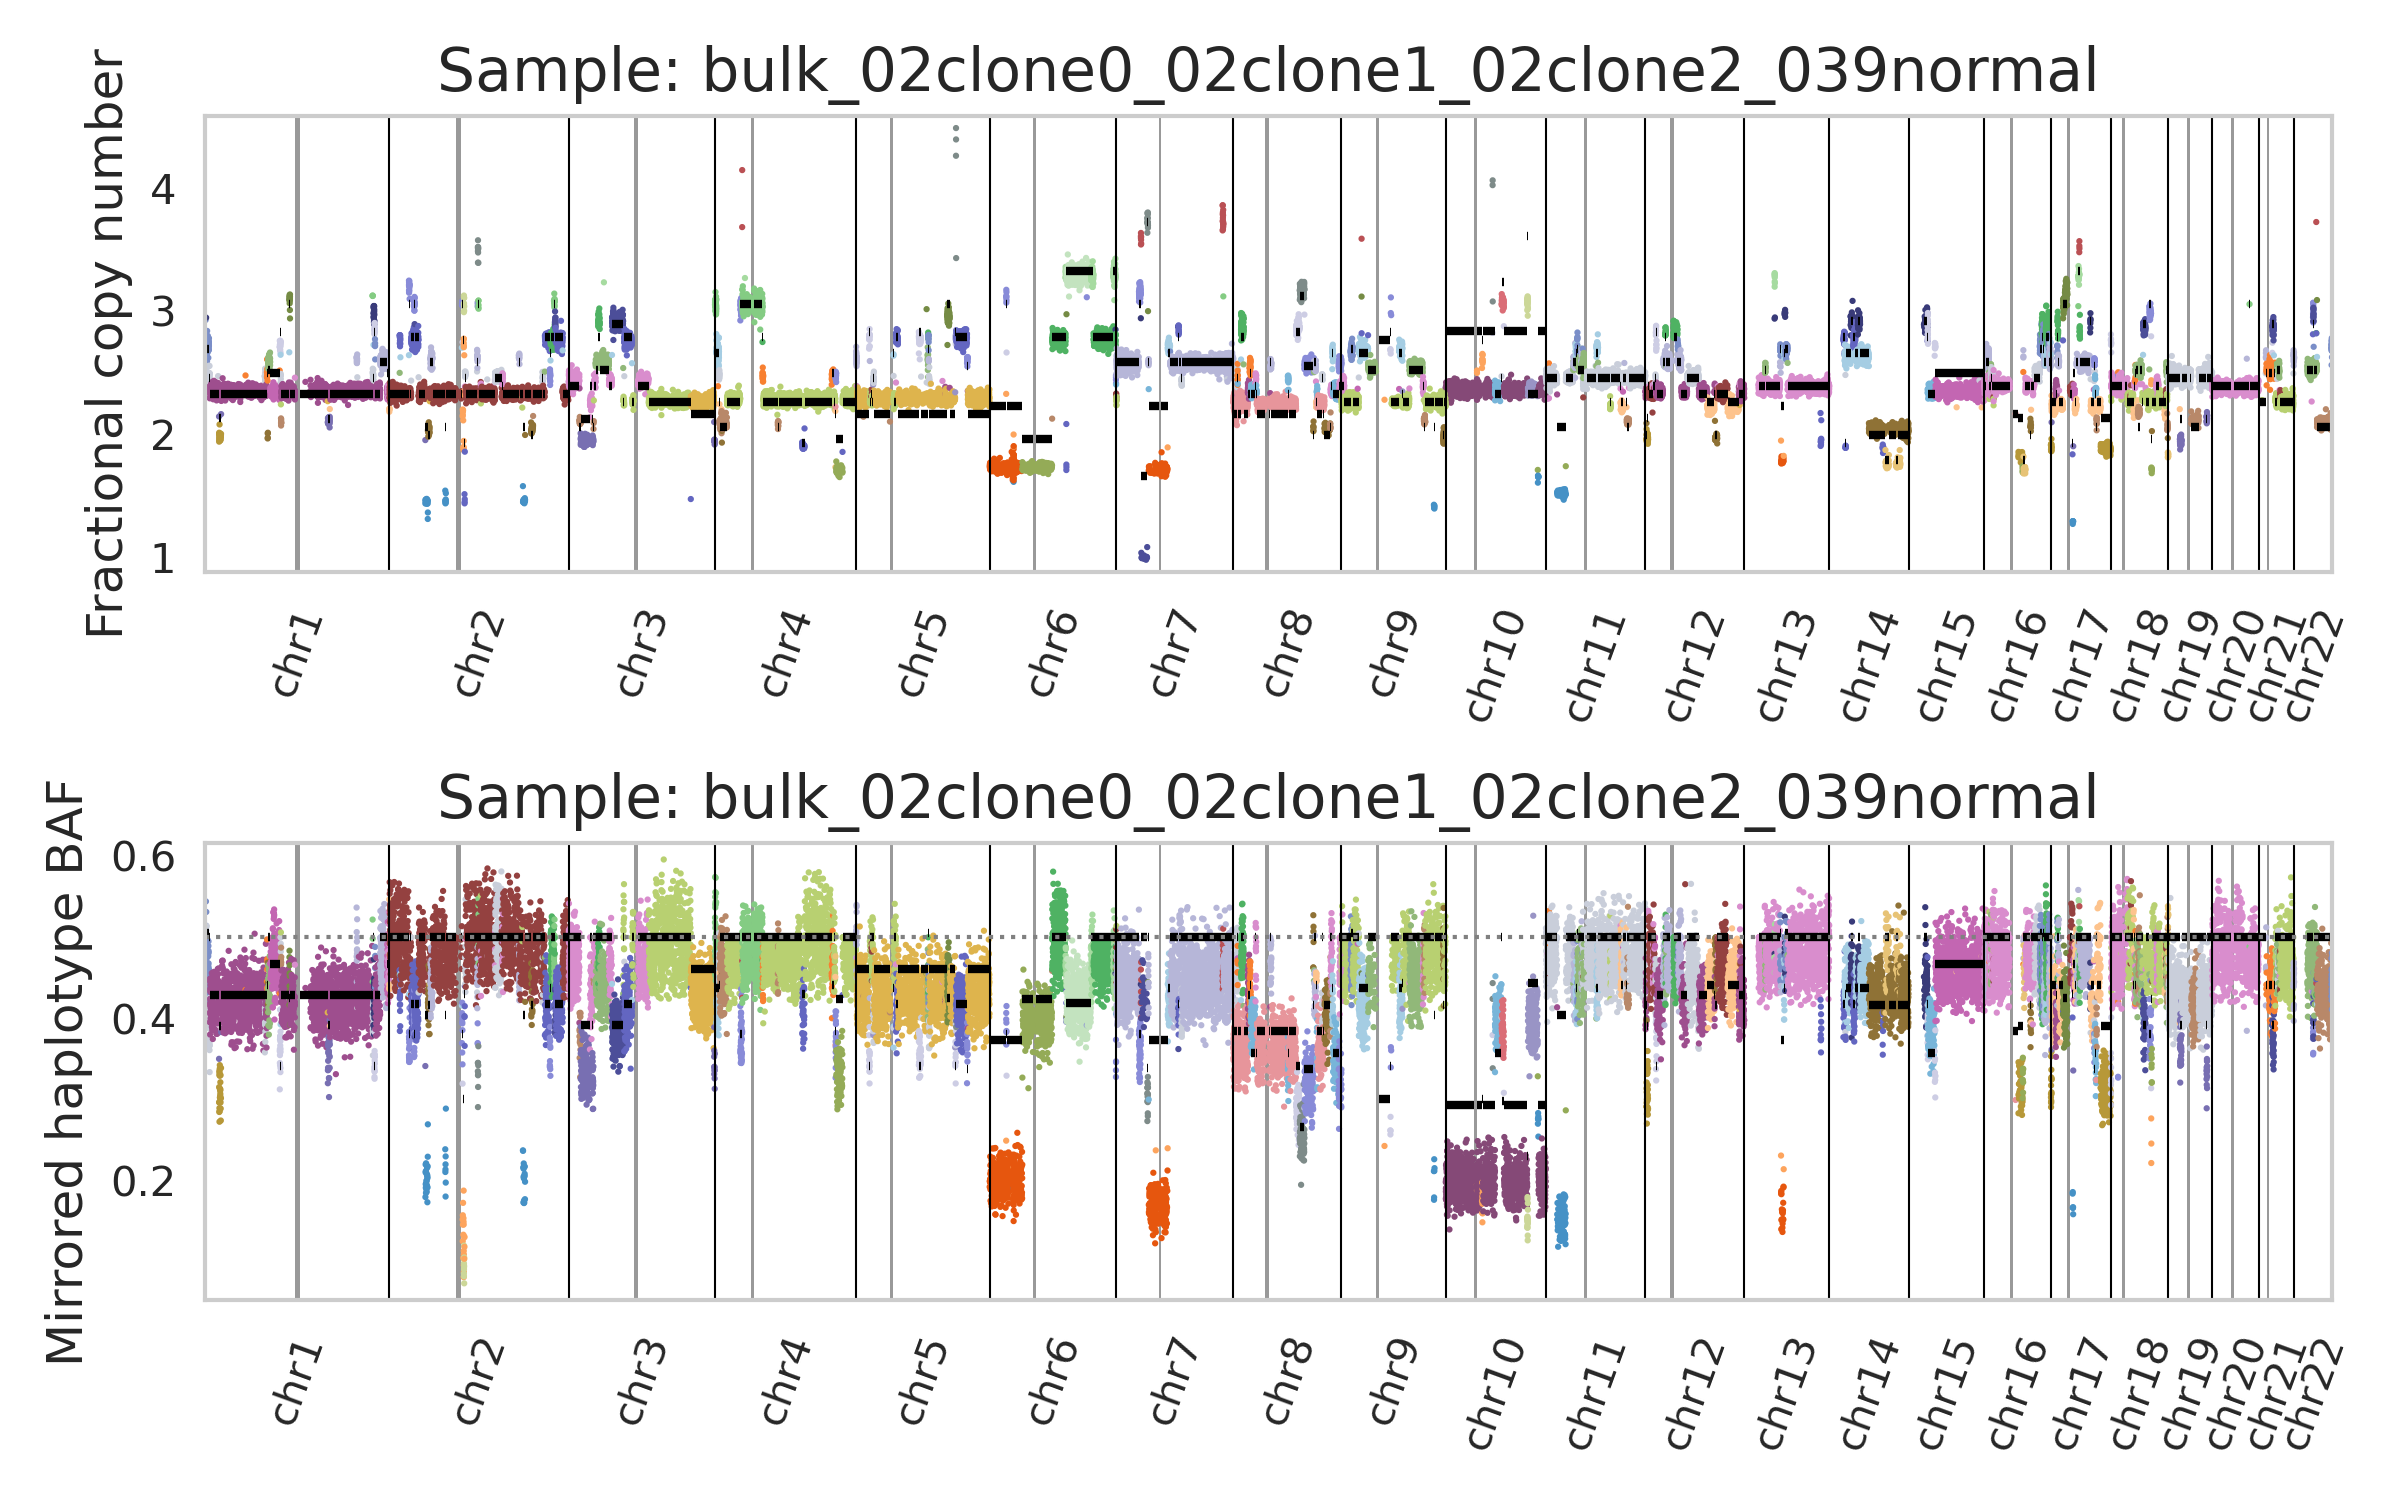 Sample: bulk_02clone0_02clone1_02clone2_039normal
Fractional copy number
4
3
2
1
chr1 chr2 chr3 chr4 chr5 chr6 chr7 chr8 chr9 chr10 chr11 chr12 chr13 chr14 chr15 chr16 chr17 chr18 chr19 chr20 chr21 chr22
Sample: bulk_02clone0_02clone1_02clone2_039normal
Mirrored haplotype BAF
0.6
0.4
0.2
chr1 chr2 chr3 chr4 chr5 chr6 chr7 chr8 chr9 chr10 chr11 chr12 chr13 chr14 chr15 chr16 chr17 chr18 chr19 chr20 chr21 chr22